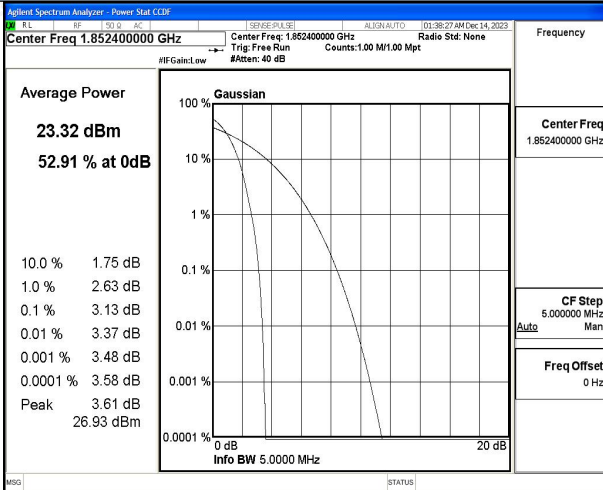 Agilent Spectrum Analyzer - Power Stat CCDF
RL RF 50 Ω AC SENSE:PULSE ALIGN AUTO 01:38:27 AM Dec 14, 2023
Center Freq 1.852400000 GHz
Center Freq: 1.852400000 GHz Radio Std: None
Trig: Free Run Counts:1.00 M/1.00 Mpt
#IFGain:Low #Atten: 40 dB
Frequency
Average Power
23.32 dBm
52.91 % at 0dB
10.0 % 1.75 dB
1.0 % 2.63 dB
0.1 % 3.13 dB
0.01 % 3.37 dB
0.001 % 3.48 dB
0.0001 % 3.58 dB
Peak 3.61 dB
26.93 dBm
Gaussian
100 %
10 %
1 %
0.1 %
0.01 %
0.001 %
0.0001 %
0 dB 20 dB
Info BW 5.0000 MHz
Center Freq
1.852400000 GHz
CF Step
5.000000 MHz
Auto Man
Freq Offset
0 Hz
MSG STATUS